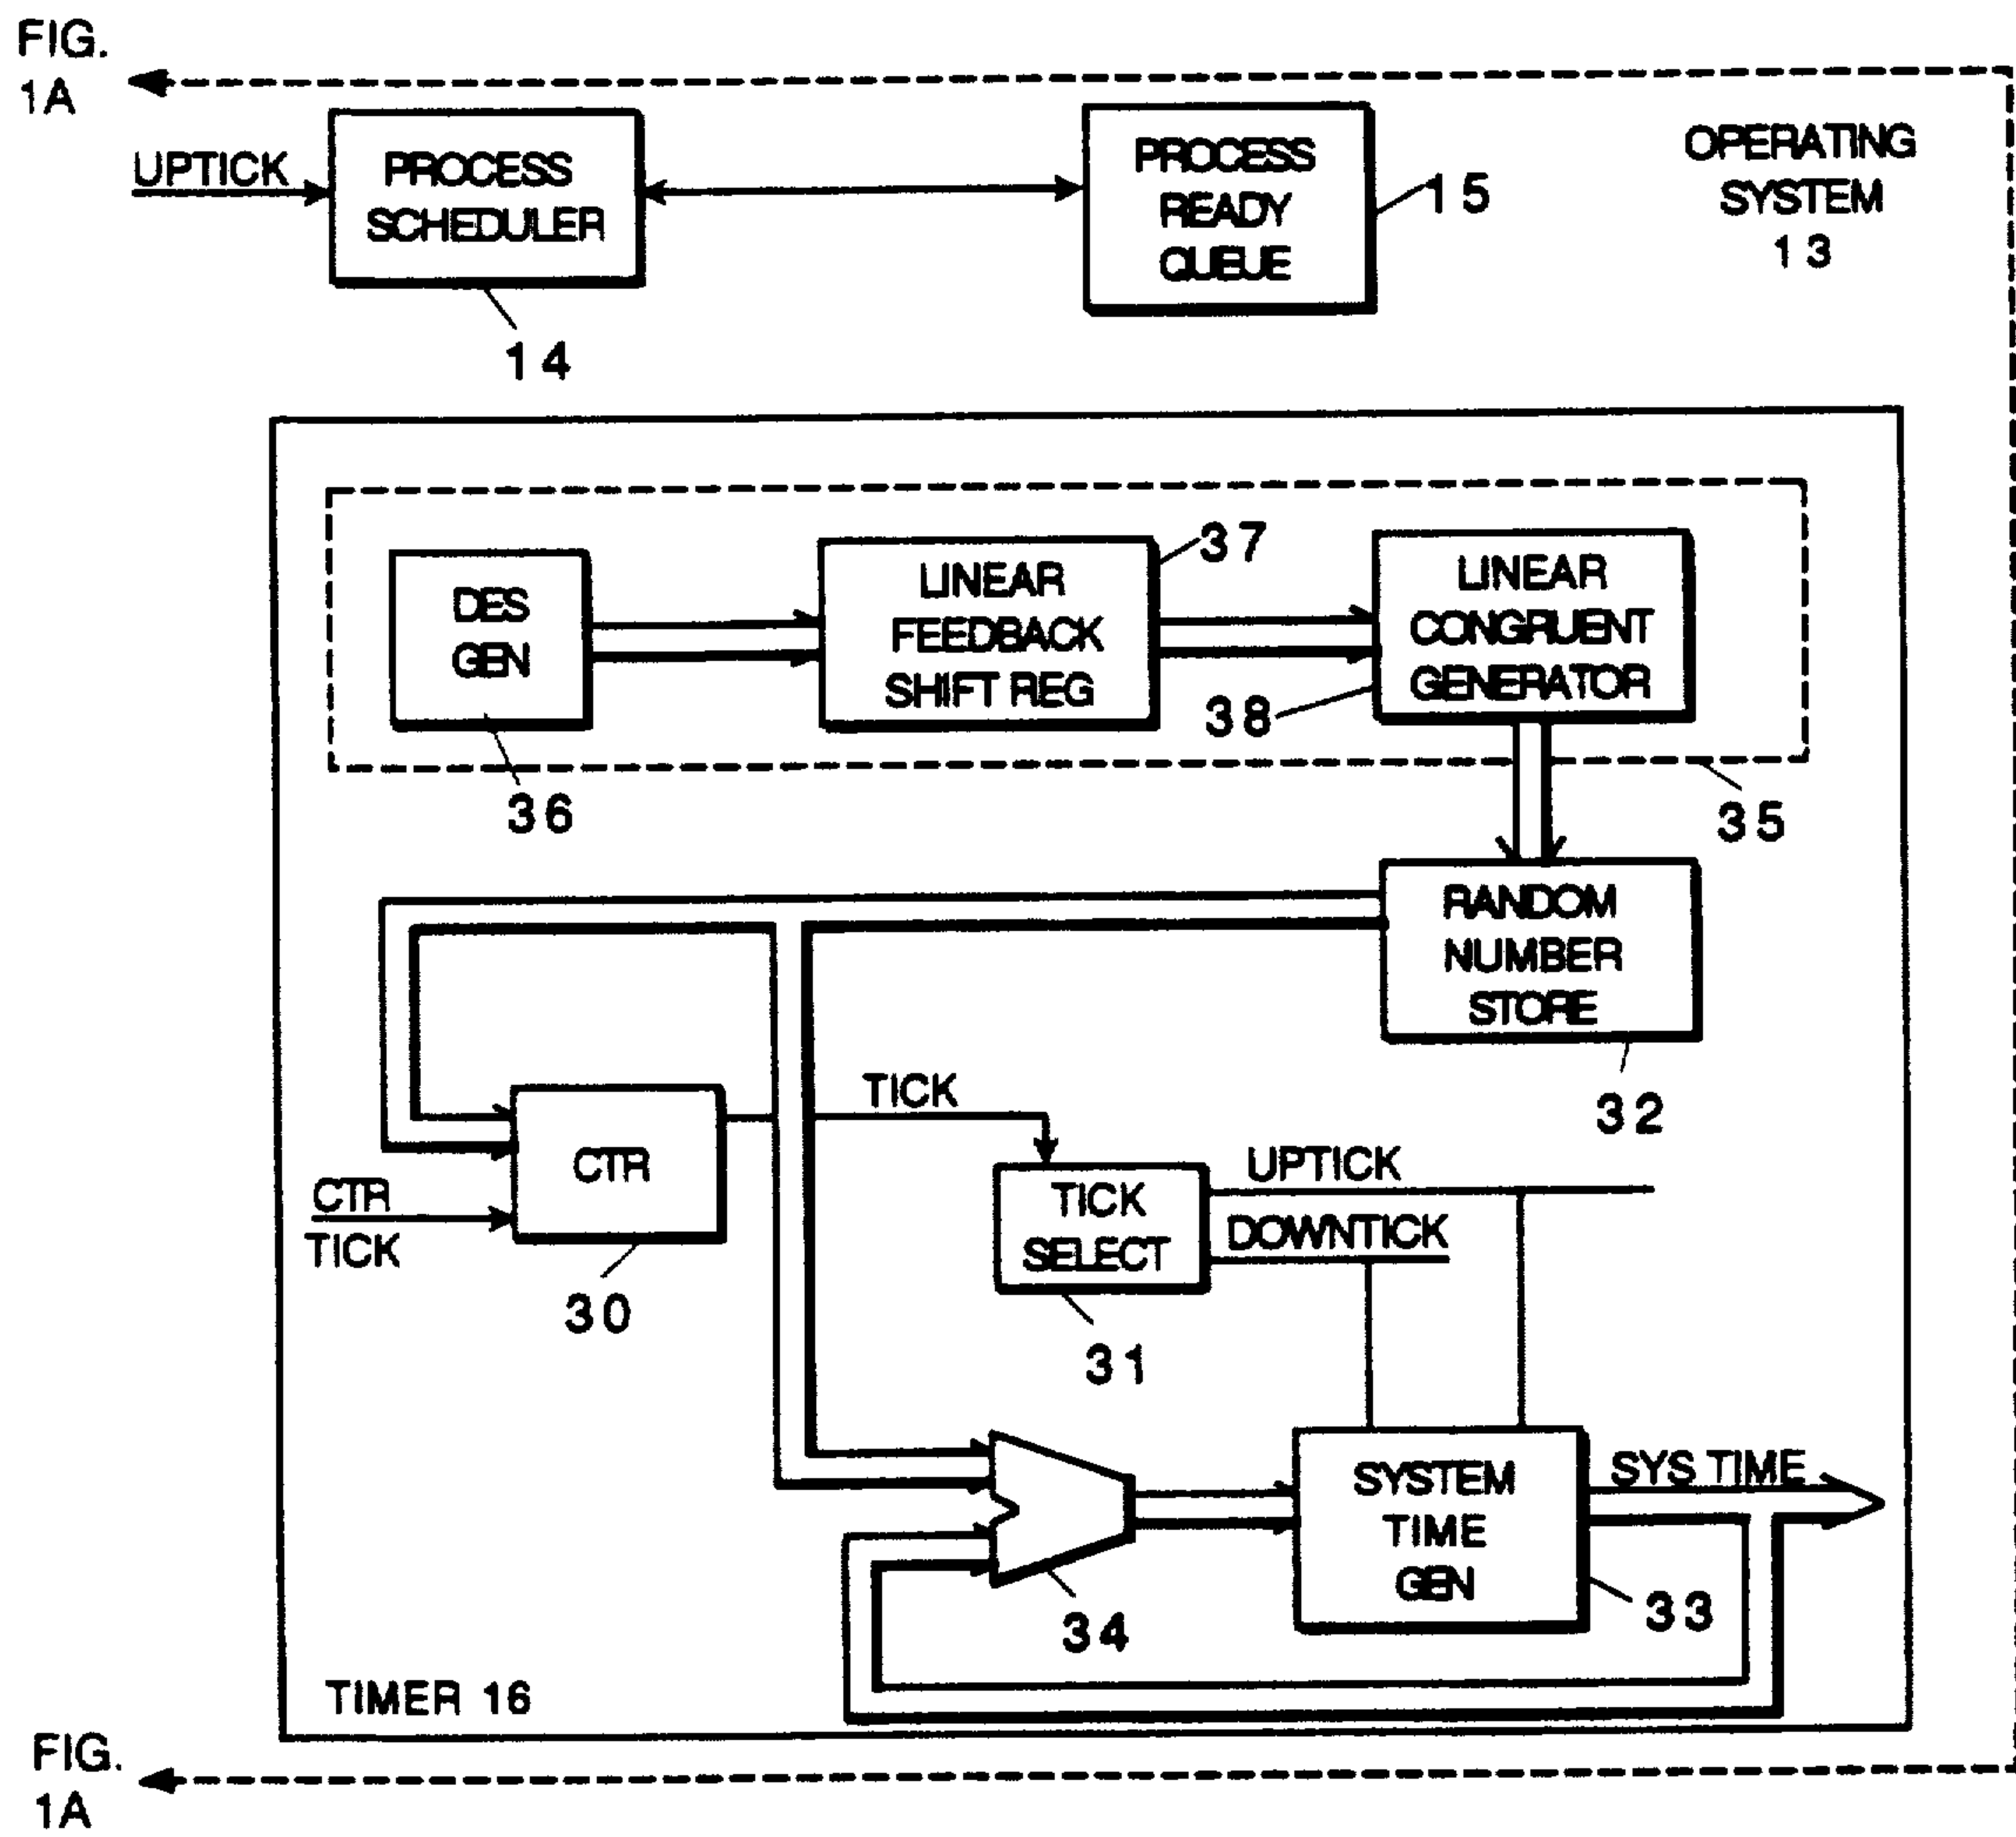 FIG.
1A
UPTICK
PROCESS
SCHEDULER
14
PROCESS
READY
QUEUE
15
OPERATING
SYSTEM
13
DES
GEN
36
LINEAR
FEEDBACK
SHIFT REG
37
LINEAR
CONGRUENT
GENERATOR
38
35
RANDOM
NUMBER
STORE
32
CTR
TICK
CTR
30
TICK
TICK
SELECT
31
UPTICK
DOWNTICK
34
SYSTEM
TIME
GEN
33
SYS TIME
TIMER 16
FIG.
1A